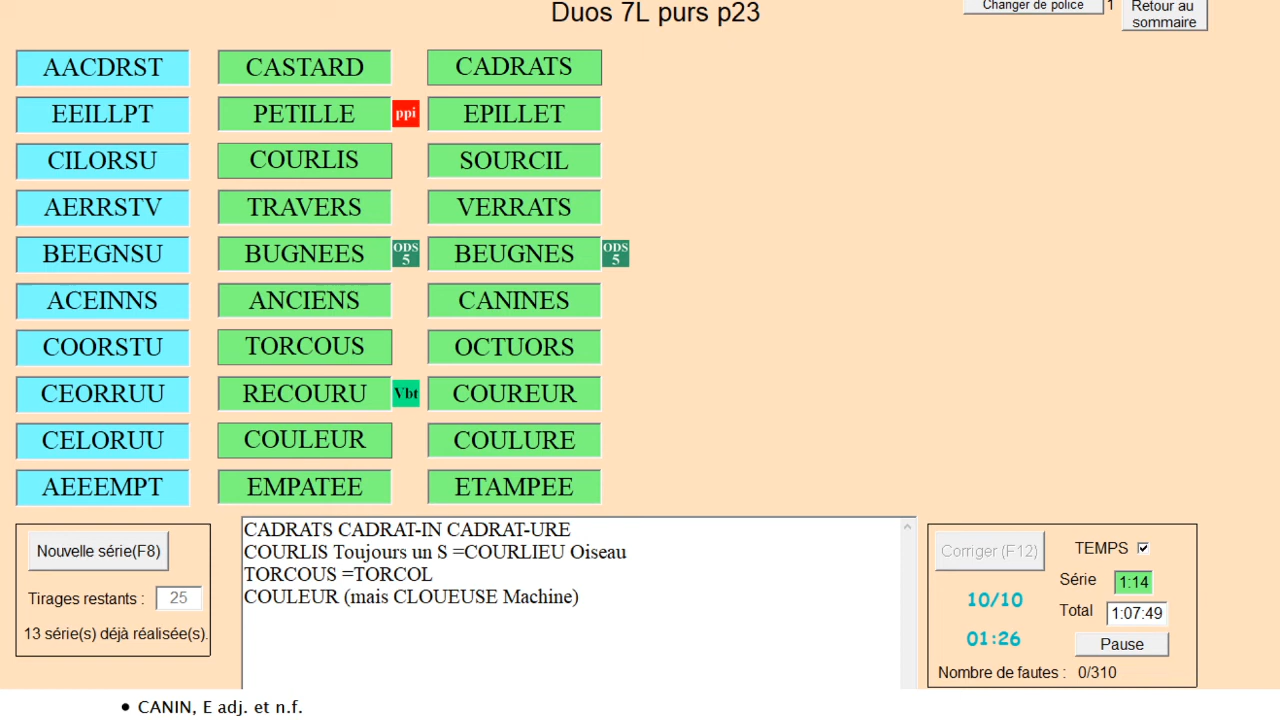 Duos 7L purs p23
Changer de police 1
Retour au
sommaire
AACDRST CASTARD CADRATS
EEILLPT PETILLE ppi EPILLET
CILORSU COURLIS SOURCIL
AERRSTV TRAVERS VERRATS
BEEGNSU BUGNEES ODS 5 BEUGNES ODS 5
ACEINNS ANCIENS CANINES
COORSTU TORCOUS OCTUORS
CEORRUU RECOURU Vbt COUREUR
CELORUU COULEUR COULURE
AEEEMPT EMPATEE ETAMPEE
Nouvelle série(F8)
Tirages restants : 25
13 série(s) déjà réalisée(s).
CADRATS CADRAT-IN CADRAT-URE
COURLIS Toujours un S =COURLIEU Oiseau
TORCOUS =TORCOL
COULEUR (mais CLOUEUSE Machine)
Corriger (F12)
TEMPS
Série 1:14
10/10
Total 1:07:49
01:26
Pause
Nombre de fautes : 0/310
• CANIN, E adj. et n.f.